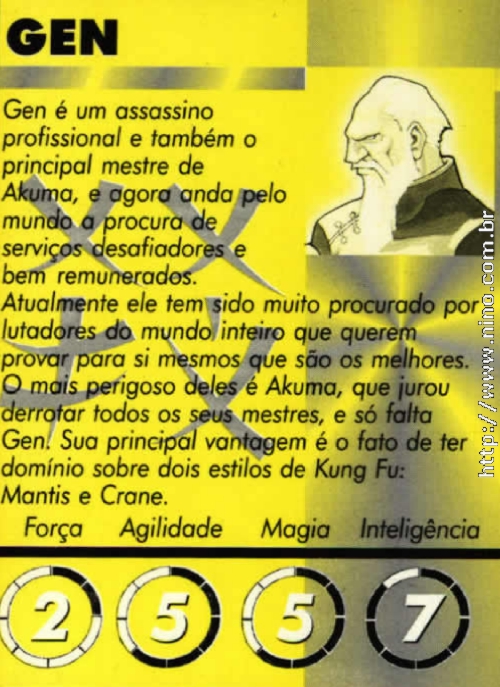 GEN
Gen é um assassino
profissional e também o
principal mestre de
Akuma, e agora anda pelo
mundo a procura de
serviços desafiadores e
bem remunerados.
Atualmente ele tem sido muito procurado por
lutadores do mundo inteiro que querem
provar para si mesmos que são os melhores.
O mais perigoso deles é Akuma, que jurou
derrotar todos os seus mestres, e só falta
Gen. Sua principal vantagem é o fato de ter
domínio sobre dois estilos de Kung Fu:
Mantis e Crane.
Força Agilidade Magia Inteligência
2 5 5 7
http://www.nimo.com.br